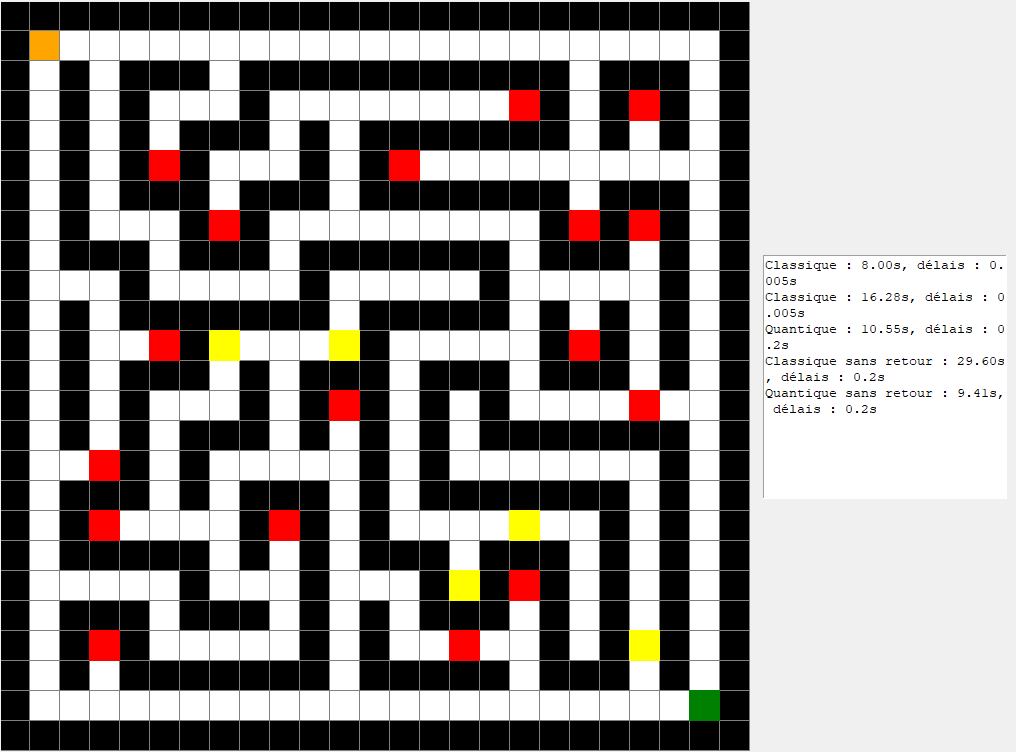 Classique : 8.00s, délais : 0.
005s
Classique : 16.28s, délais : 0
.005s
Quantique : 10.55s, délais : 0
.2s
Classique sans retour : 29.60s
, délais : 0.2s
Quantique sans retour : 9.41s,
 délais : 0.2s